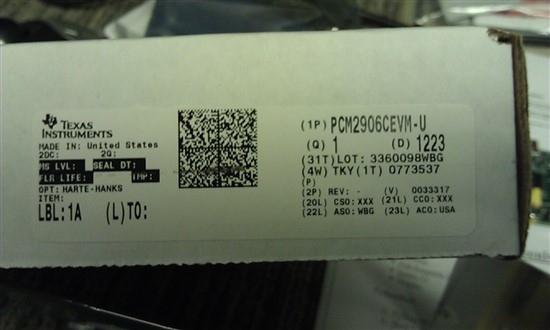 TEXAS
INSTRUMENTS
MADE IN: United States
2DC: 2Q:
MS LVL: SEAL DT:
FLR LIFE: TMP:
OPT: HARTE-HANKS
ITEM:
LBL:1A (L)TO:
(1P) PCM2906CEVM-U
(Q) 1 (D) 1223
(31T)LOT: 3360098WBG
(4W) TKY(1T) 0773537
(P)
(2P) REV: - (V) 0033317
(20L) CSO:XXX (21L) CCO:XXX
(22L) ASO:WBG (23L) ACO:USA